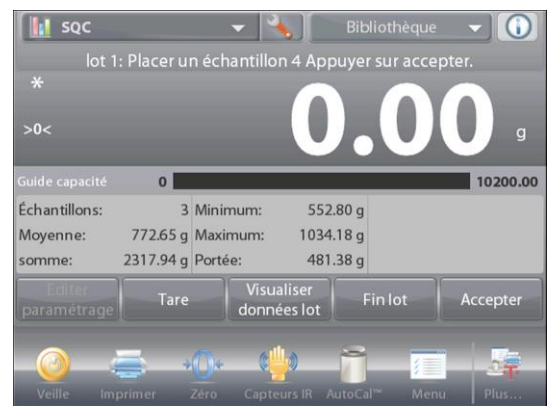 SQC Bibliothèque
lot 1: Placer un échantillon 4 Appuyer sur accepter.
*
>0<
0.00 g
Guide capacité 0 10200.00
Échantillons: 3 Minimum: 552.80 g
Moyenne: 772.65 g Maximum: 1034.18 g
somme: 2317.94 g Portée: 481.38 g
Editer paramétrage
Tare
Visualiser données lot
Fin lot
Accepter
Veille Imprimer Zéro Capteurs IR AutoCal™ Menu Plus...